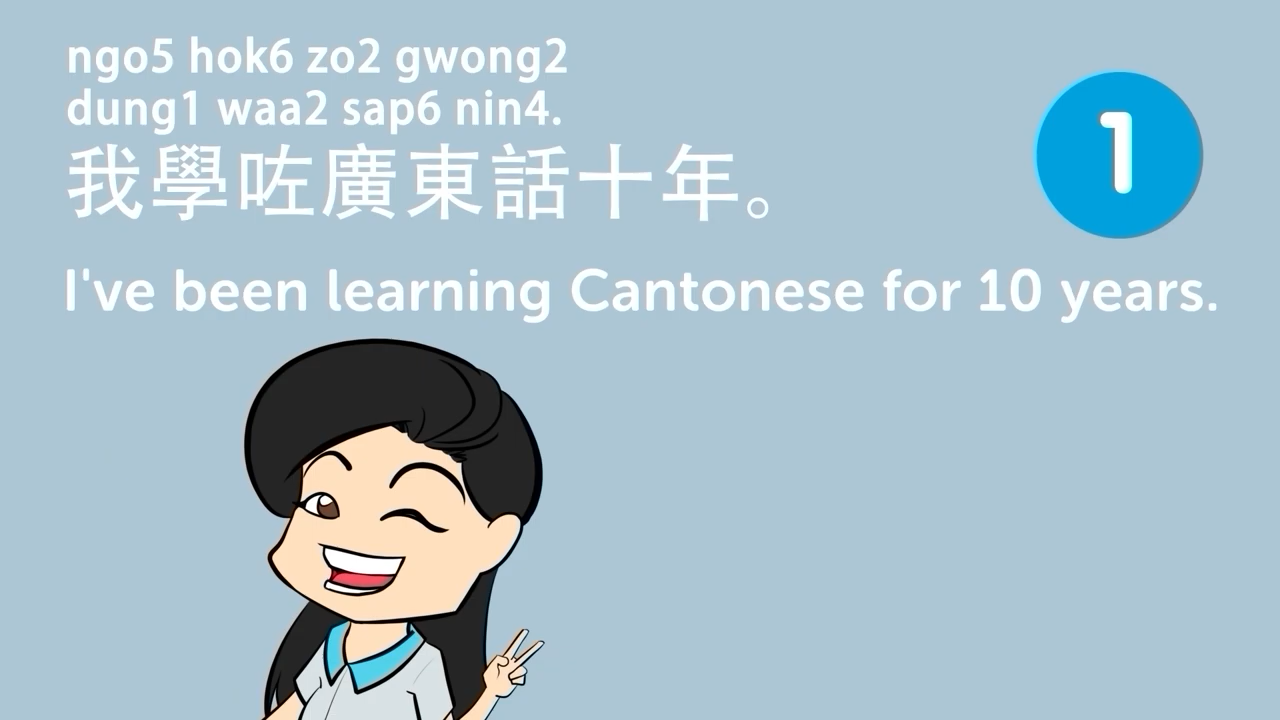 ngo5 hok6 zo2 gwong2
dung1 waa2 sap6 nin4.
我學咗廣東話十年。
I've been learning Cantonese for 10 years.
1